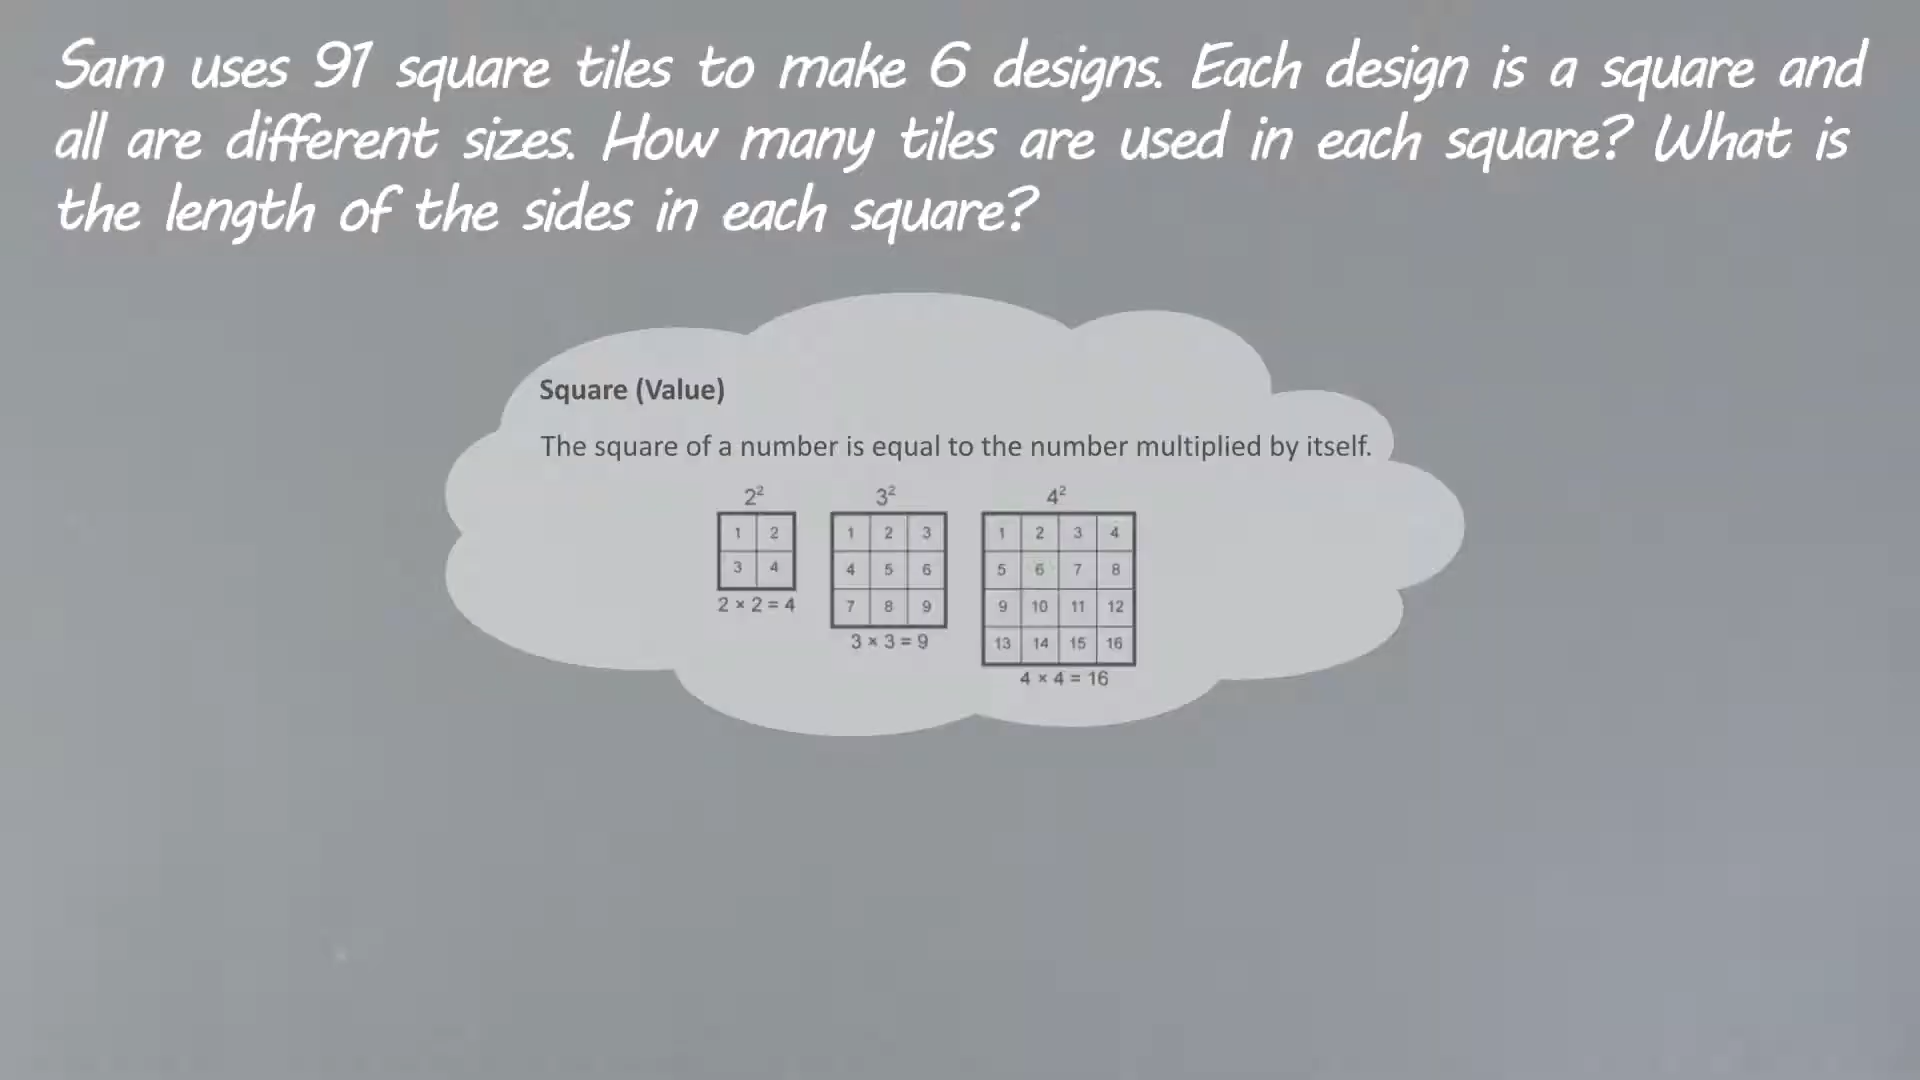 Sam uses 91 square tiles to make 6 designs. Each design is a square and
all are different sizes. How many tiles are used in each square? What is
the length of the sides in each square?
Square (Value)
The square of a number is equal to the number multiplied by itself.
2²
1 2
3 4
2 × 2 = 4
3²
1 2 3
4 5 6
7 8 9
3 × 3 = 9
4²
1 2 3 4
5 6 7 8
9 10 11 12
13 14 15 16
4 × 4 = 16